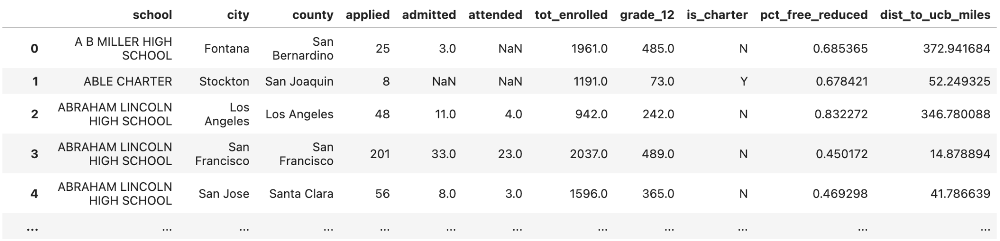 school city county applied admitted attended tot_enrolled grade_12 is_charter pct_free_reduced dist_to_ucb_miles
0 A B MILLER HIGH SCHOOL Fontana San Bernardino 25 3.0 NaN 1961.0 485.0 N 0.685365 372.941684
1 ABLE CHARTER Stockton San Joaquin 8 NaN NaN 1191.0 73.0 Y 0.678421 52.249325
2 ABRAHAM LINCOLN HIGH SCHOOL Los Angeles Los Angeles 48 11.0 4.0 942.0 242.0 N 0.832272 346.780088
3 ABRAHAM LINCOLN HIGH SCHOOL San Francisco San Francisco 201 33.0 23.0 2037.0 489.0 N 0.450172 14.878894
4 ABRAHAM LINCOLN HIGH SCHOOL San Jose Santa Clara 56 8.0 3.0 1596.0 365.0 N 0.469298 41.786639
... ... ... ... ... ... ... ... ... ... ... ...